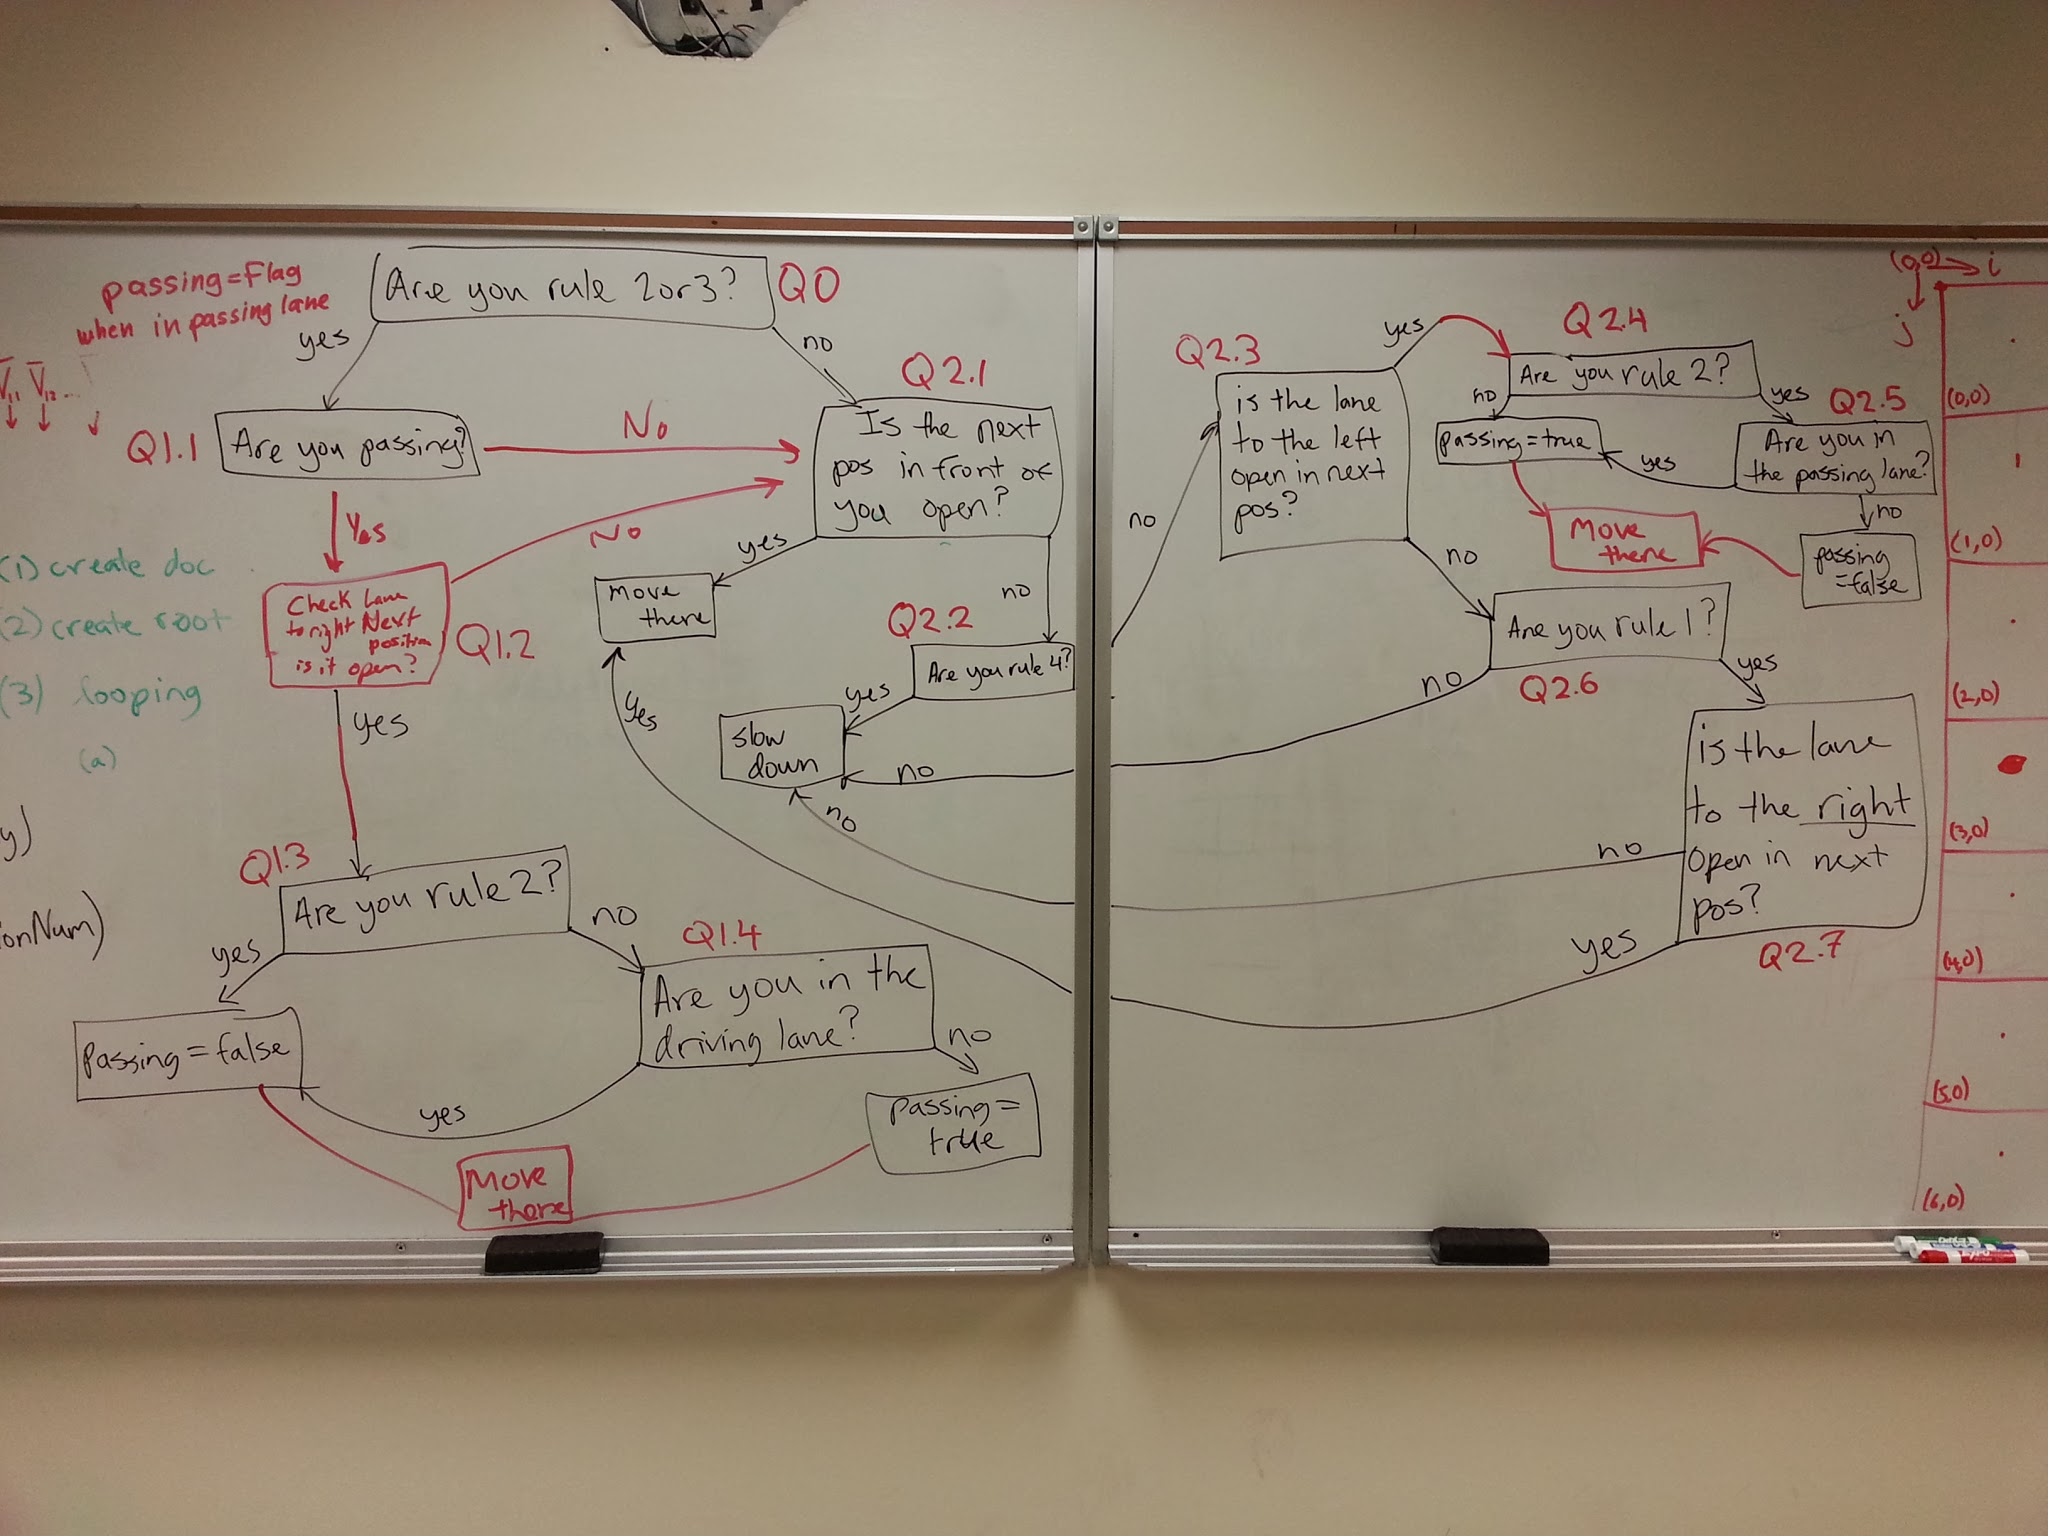 passing=Flag
when in passing lane
Are you rule 2 or 3?
Q0
yes
no
V11 V12 ...
Q1.1
Are you passing?
No
Q2.1
Is the next
pos in front of
you open?
Yes
No
yes
no
(1) create doc
(2) create root
(3) looping
(a)
y)
ionNum)
Check Lane
to right Next
position
is it open?
Q1.2
yes
move
there
Yes
Q2.2
Are you rule 4?
yes
slow
down
no
no
Q1.3
Are you rule 2?
yes
no
Q1.4
Are you in the
driving lane?
Passing=false
yes
no
passing=
true
Move
there
no
Q2.3
is the lane
to the left
open in next
pos?
yes
Q2.4
Are you rule 2?
no
yes
passing=true
Q2.5
Are you in
the passing lane?
yes
no
Move
there
passing
=false
no
Are you rule 1?
Q2.6
no
yes
is the lane
to the right
open in next
pos?
Q2.7
no
yes
(0,0) i
j
(0,0)
(1,0)
(2,0)
(3,0)
(4,0)
(5,0)
(6,0)
EXPO